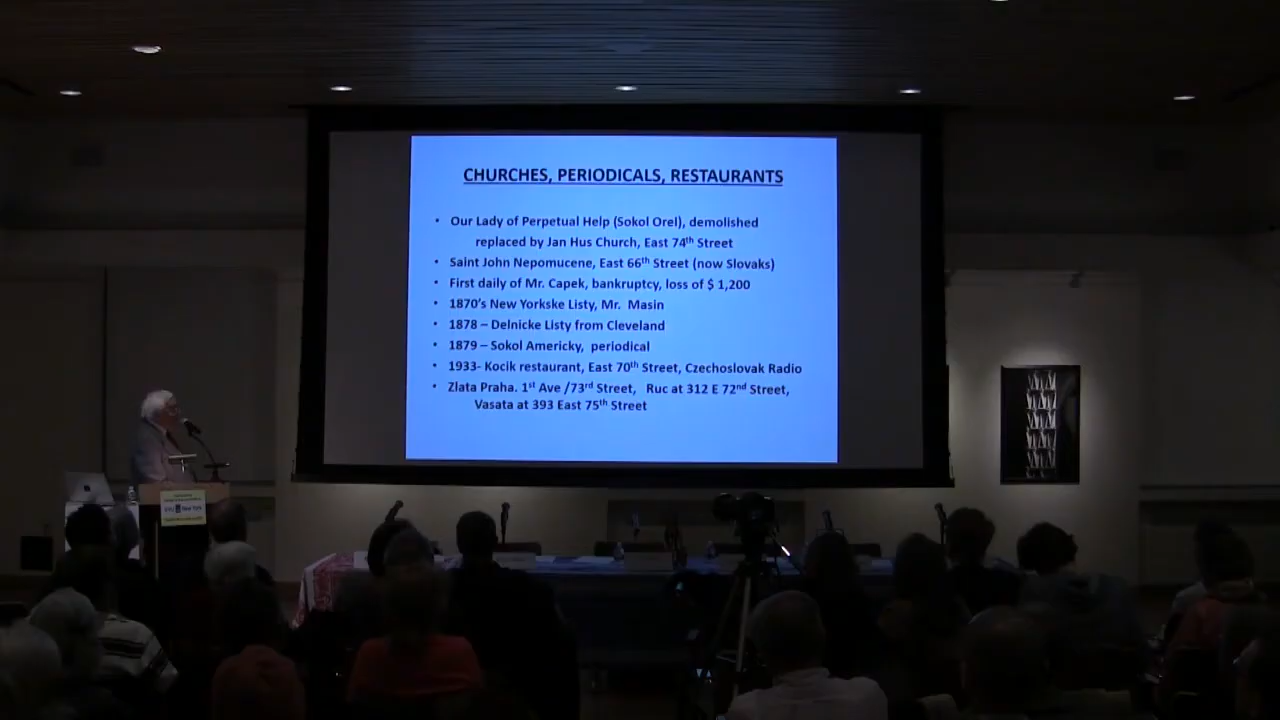 CHURCHES, PERIODICALS, RESTAURANTS
• Our Lady of Perpetual Help (Sokol Orel), demolished
replaced by Jan Hus Church, East 74th Street
• Saint John Nepomucene, East 66th Street (now Slovaks)
• First daily of Mr. Capek, bankruptcy, loss of $ 1,200
• 1870's New Yorkske Listy, Mr. Masin
• 1878 – Delnicke Listy from Cleveland
• 1879 – Sokol Americky, periodical
• 1933- Kocik restaurant, East 70th Street, Czechoslovak Radio
• Zlata Praha. 1st Ave /73rd Street, Ruc at 312 E 72nd Street,
Vasata at 393 East 75th Street